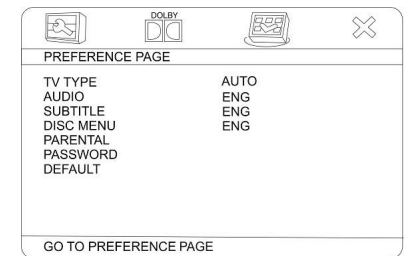 DOLBY
PREFERENCE PAGE
TV TYPE AUTO
AUDIO ENG
SUBTITLE ENG
DISC MENU ENG
PARENTAL
PASSWORD
DEFAULT
GO TO PREFERENCE PAGE